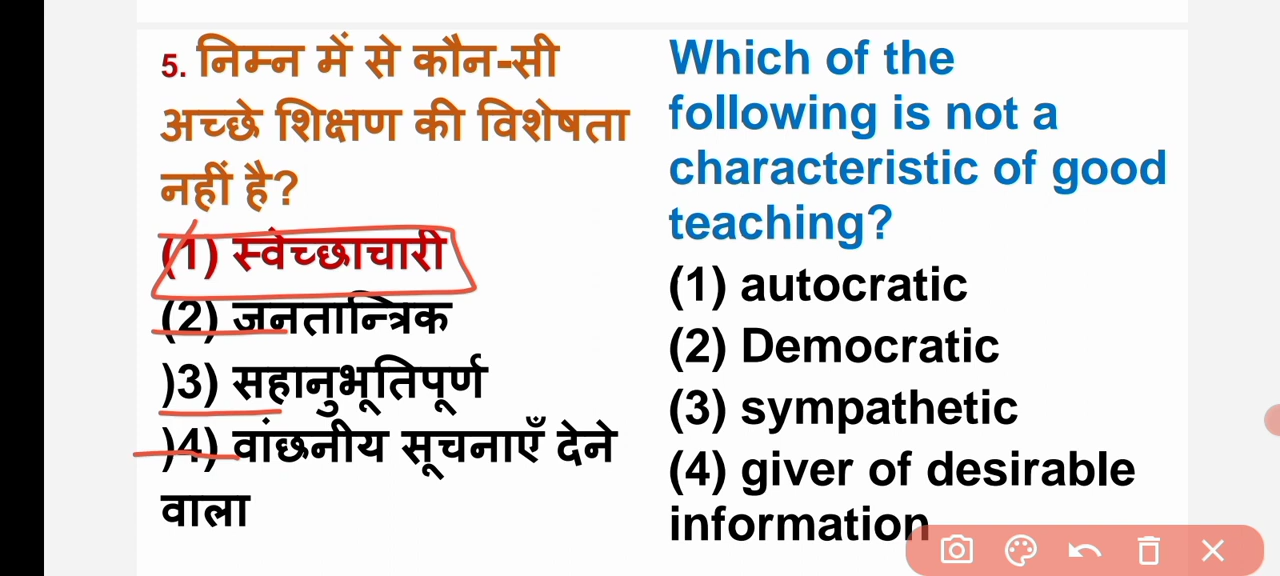 5. निम्न में से कौन-सी
अच्छे शिक्षण की विशेषता
नहीं है?
(1) स्वेच्छाचारी
(2) जनतान्त्रिक
)3) सहानुभूतिपूर्ण
)4) वांछनीय सूचनाएँ देने
वाला
Which of the
following is not a
characteristic of good
teaching?
(1) autocratic
(2) Democratic
(3) sympathetic
(4) giver of desirable
information